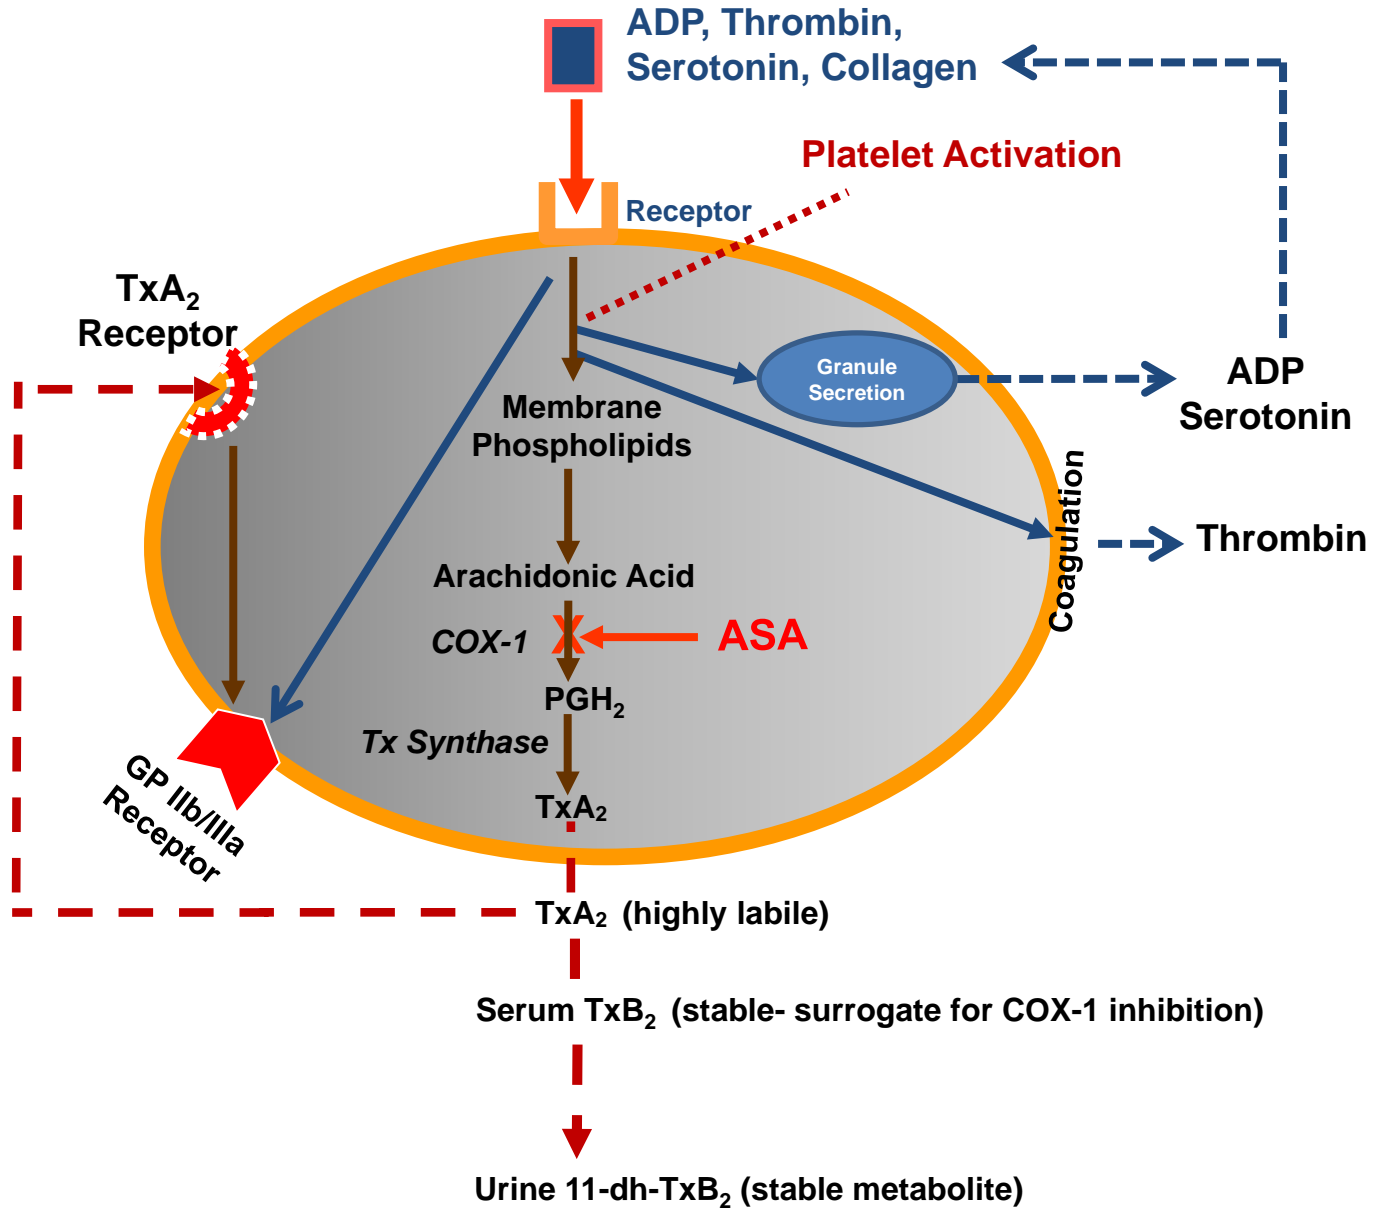 ADP, Thrombin,
Serotonin, Collagen
Platelet Activation
Receptor
TxA₂
Receptor
Granule
Secretion
ADP
Serotonin
Membrane
Phospholipids
Coagulation
Thrombin
Arachidonic Acid
COX-1
X
ASA
PGH₂
Tx Synthase
TxA₂
GP IIb/IIIa
Receptor
TxA₂ (highly labile)
Serum TxB₂ (stable- surrogate for COX-1 inhibition)
Urine 11-dh-TxB₂ (stable metabolite)